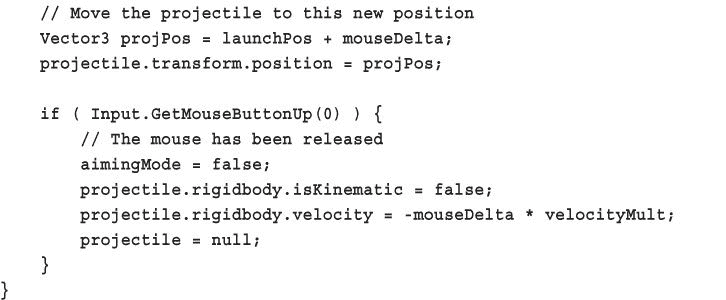 // Move the projectile to this new position
    Vector3 projPos = launchPos + mouseDelta;
    projectile.transform.position = projPos;

    if ( Input.GetMouseButtonUp(0) ) {
        // The mouse has been released
        aimingMode = false;
        projectile.rigidbody.isKinematic = false;
        projectile.rigidbody.velocity = -mouseDelta * velocityMult;
        projectile = null;
    }
}